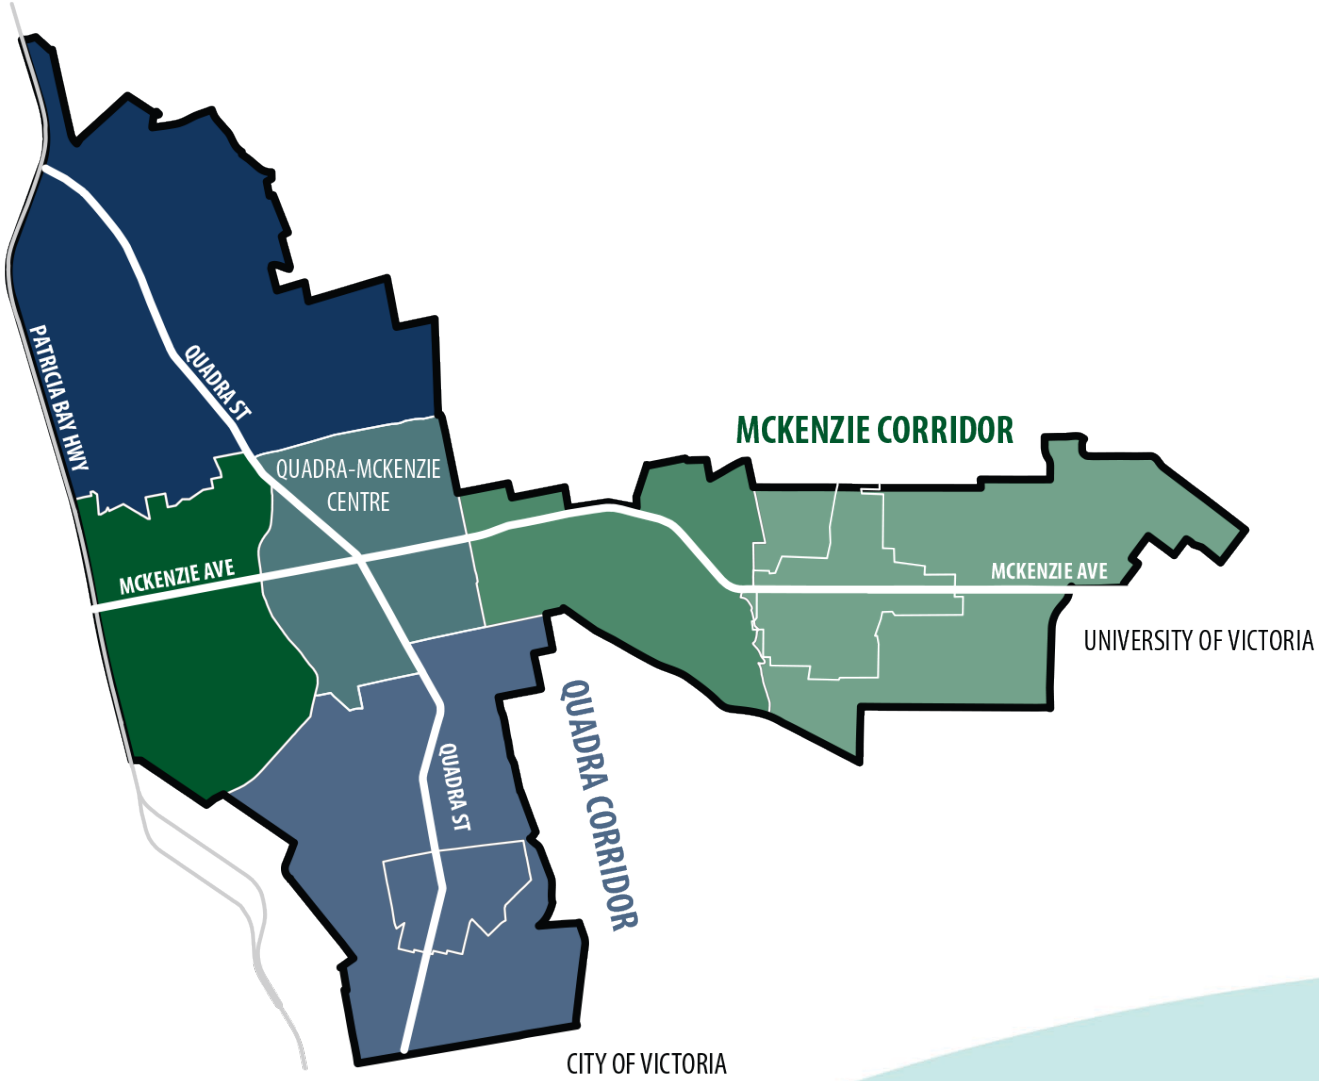 PATRICIA BAY HWY
QUADRA ST
QUADRA-MCKENZIE
CENTRE
MCKENZIE CORRIDOR
MCKENZIE AVE
MCKENZIE AVE
UNIVERSITY OF VICTORIA
QUADRA CORRIDOR
QUADRA ST
CITY OF VICTORIA